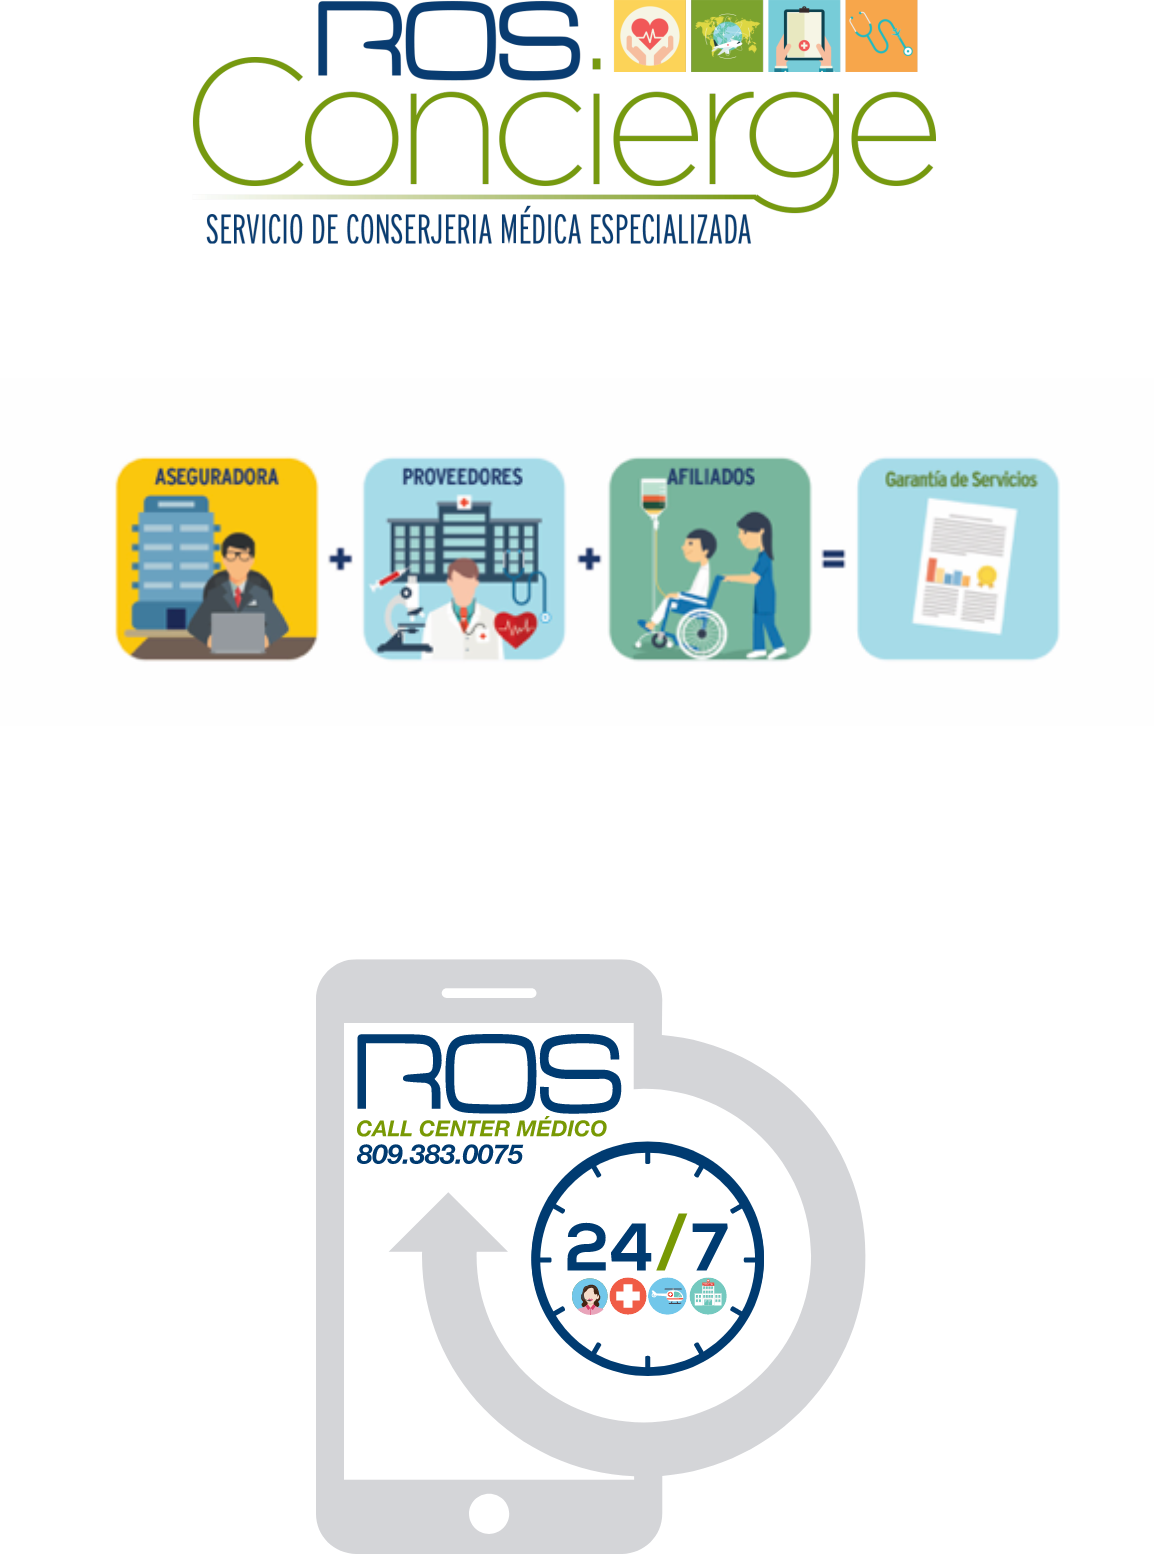 ROS
Concierge
SERVICIO DE CONSERJERIA MÉDICA ESPECIALIZADA
ASEGURADORA
+
PROVEEDORES
+
AFILIADOS
=
Garantía de Servicios
ROS
CALL CENTER MÉDICO
809.383.0075
24/7